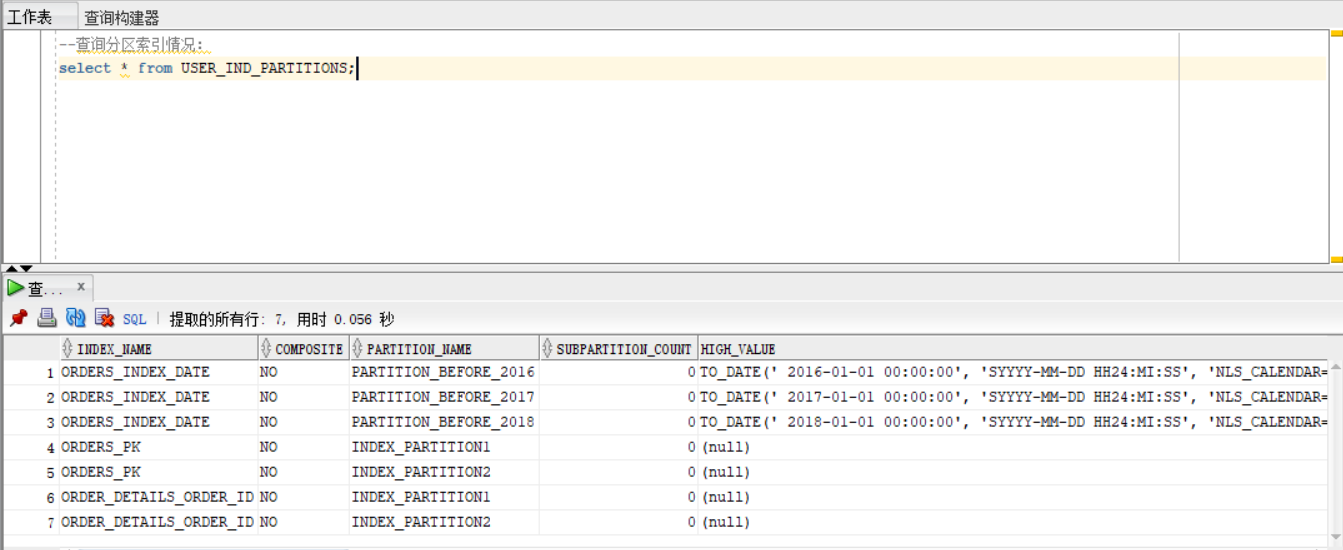 工作表 查询构建器
--查询分区索引情况:
select * from USER_IND_PARTITIONS;
查... x
SQL | 提取的所有行: 7, 用时 0.056 秒
INDEX_NAME COMPOSITE PARTITION_NAME SUBPARTITION_COUNT HIGH_VALUE
1 ORDERS_INDEX_DATE NO PARTITION_BEFORE_2016 0 TO_DATE(' 2016-01-01 00:00:00', 'SYYYY-MM-DD HH24:MI:SS', 'NLS_CALENDAR=
2 ORDERS_INDEX_DATE NO PARTITION_BEFORE_2017 0 TO_DATE(' 2017-01-01 00:00:00', 'SYYYY-MM-DD HH24:MI:SS', 'NLS_CALENDAR=
3 ORDERS_INDEX_DATE NO PARTITION_BEFORE_2018 0 TO_DATE(' 2018-01-01 00:00:00', 'SYYYY-MM-DD HH24:MI:SS', 'NLS_CALENDAR=
4 ORDERS_PK NO INDEX_PARTITION1 0 (null)
5 ORDERS_PK NO INDEX_PARTITION2 0 (null)
6 ORDER_DETAILS_ORDER_ID NO INDEX_PARTITION1 0 (null)
7 ORDER_DETAILS_ORDER_ID NO INDEX_PARTITION2 0 (null)